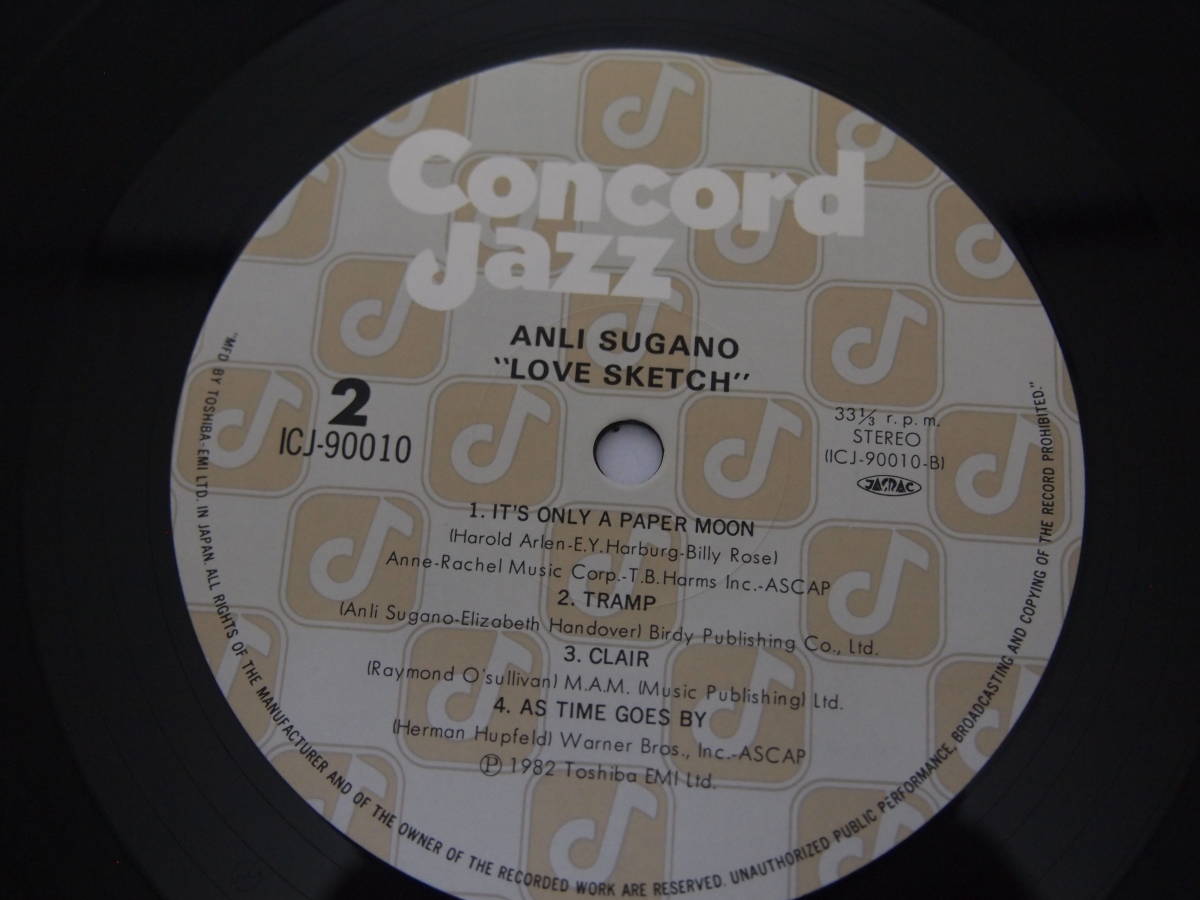 Concord
Jazz
ANLI SUGANO
"LOVE SKETCH"
2
ICJ-90010
33⅓ r.p.m.
STEREO
(ICJ-90010-B)
JASRAC
1. IT'S ONLY A PAPER MOON
(Harold Arlen-E.Y.Harburg-Billy Rose)
Anne-Rachel Music Corp.-T.B.Harms Inc.-ASCAP
2. TRAMP
(Anli Sugano-Elizabeth Handover) Birdy Publishing Co., Ltd.
3. CLAIR
(Raymond O'sullivan) M.A.M. (Music Publishing) Ltd.
4. AS TIME GOES BY
(Herman Hupfeld) Warner Bros., Inc.-ASCAP
℗ 1982 Toshiba EMI Ltd.
"MFD BY TOSHIBA-EMI LTD. IN JAPAN. ALL RIGHTS OF THE MANUFACTURER AND OF THE OWNER OF THE RECORDED WORK ARE RESERVED. UNAUTHORIZED PUBLIC PERFORMANCE, BROADCASTING AND COPYING OF THE RECORD PROHIBITED."